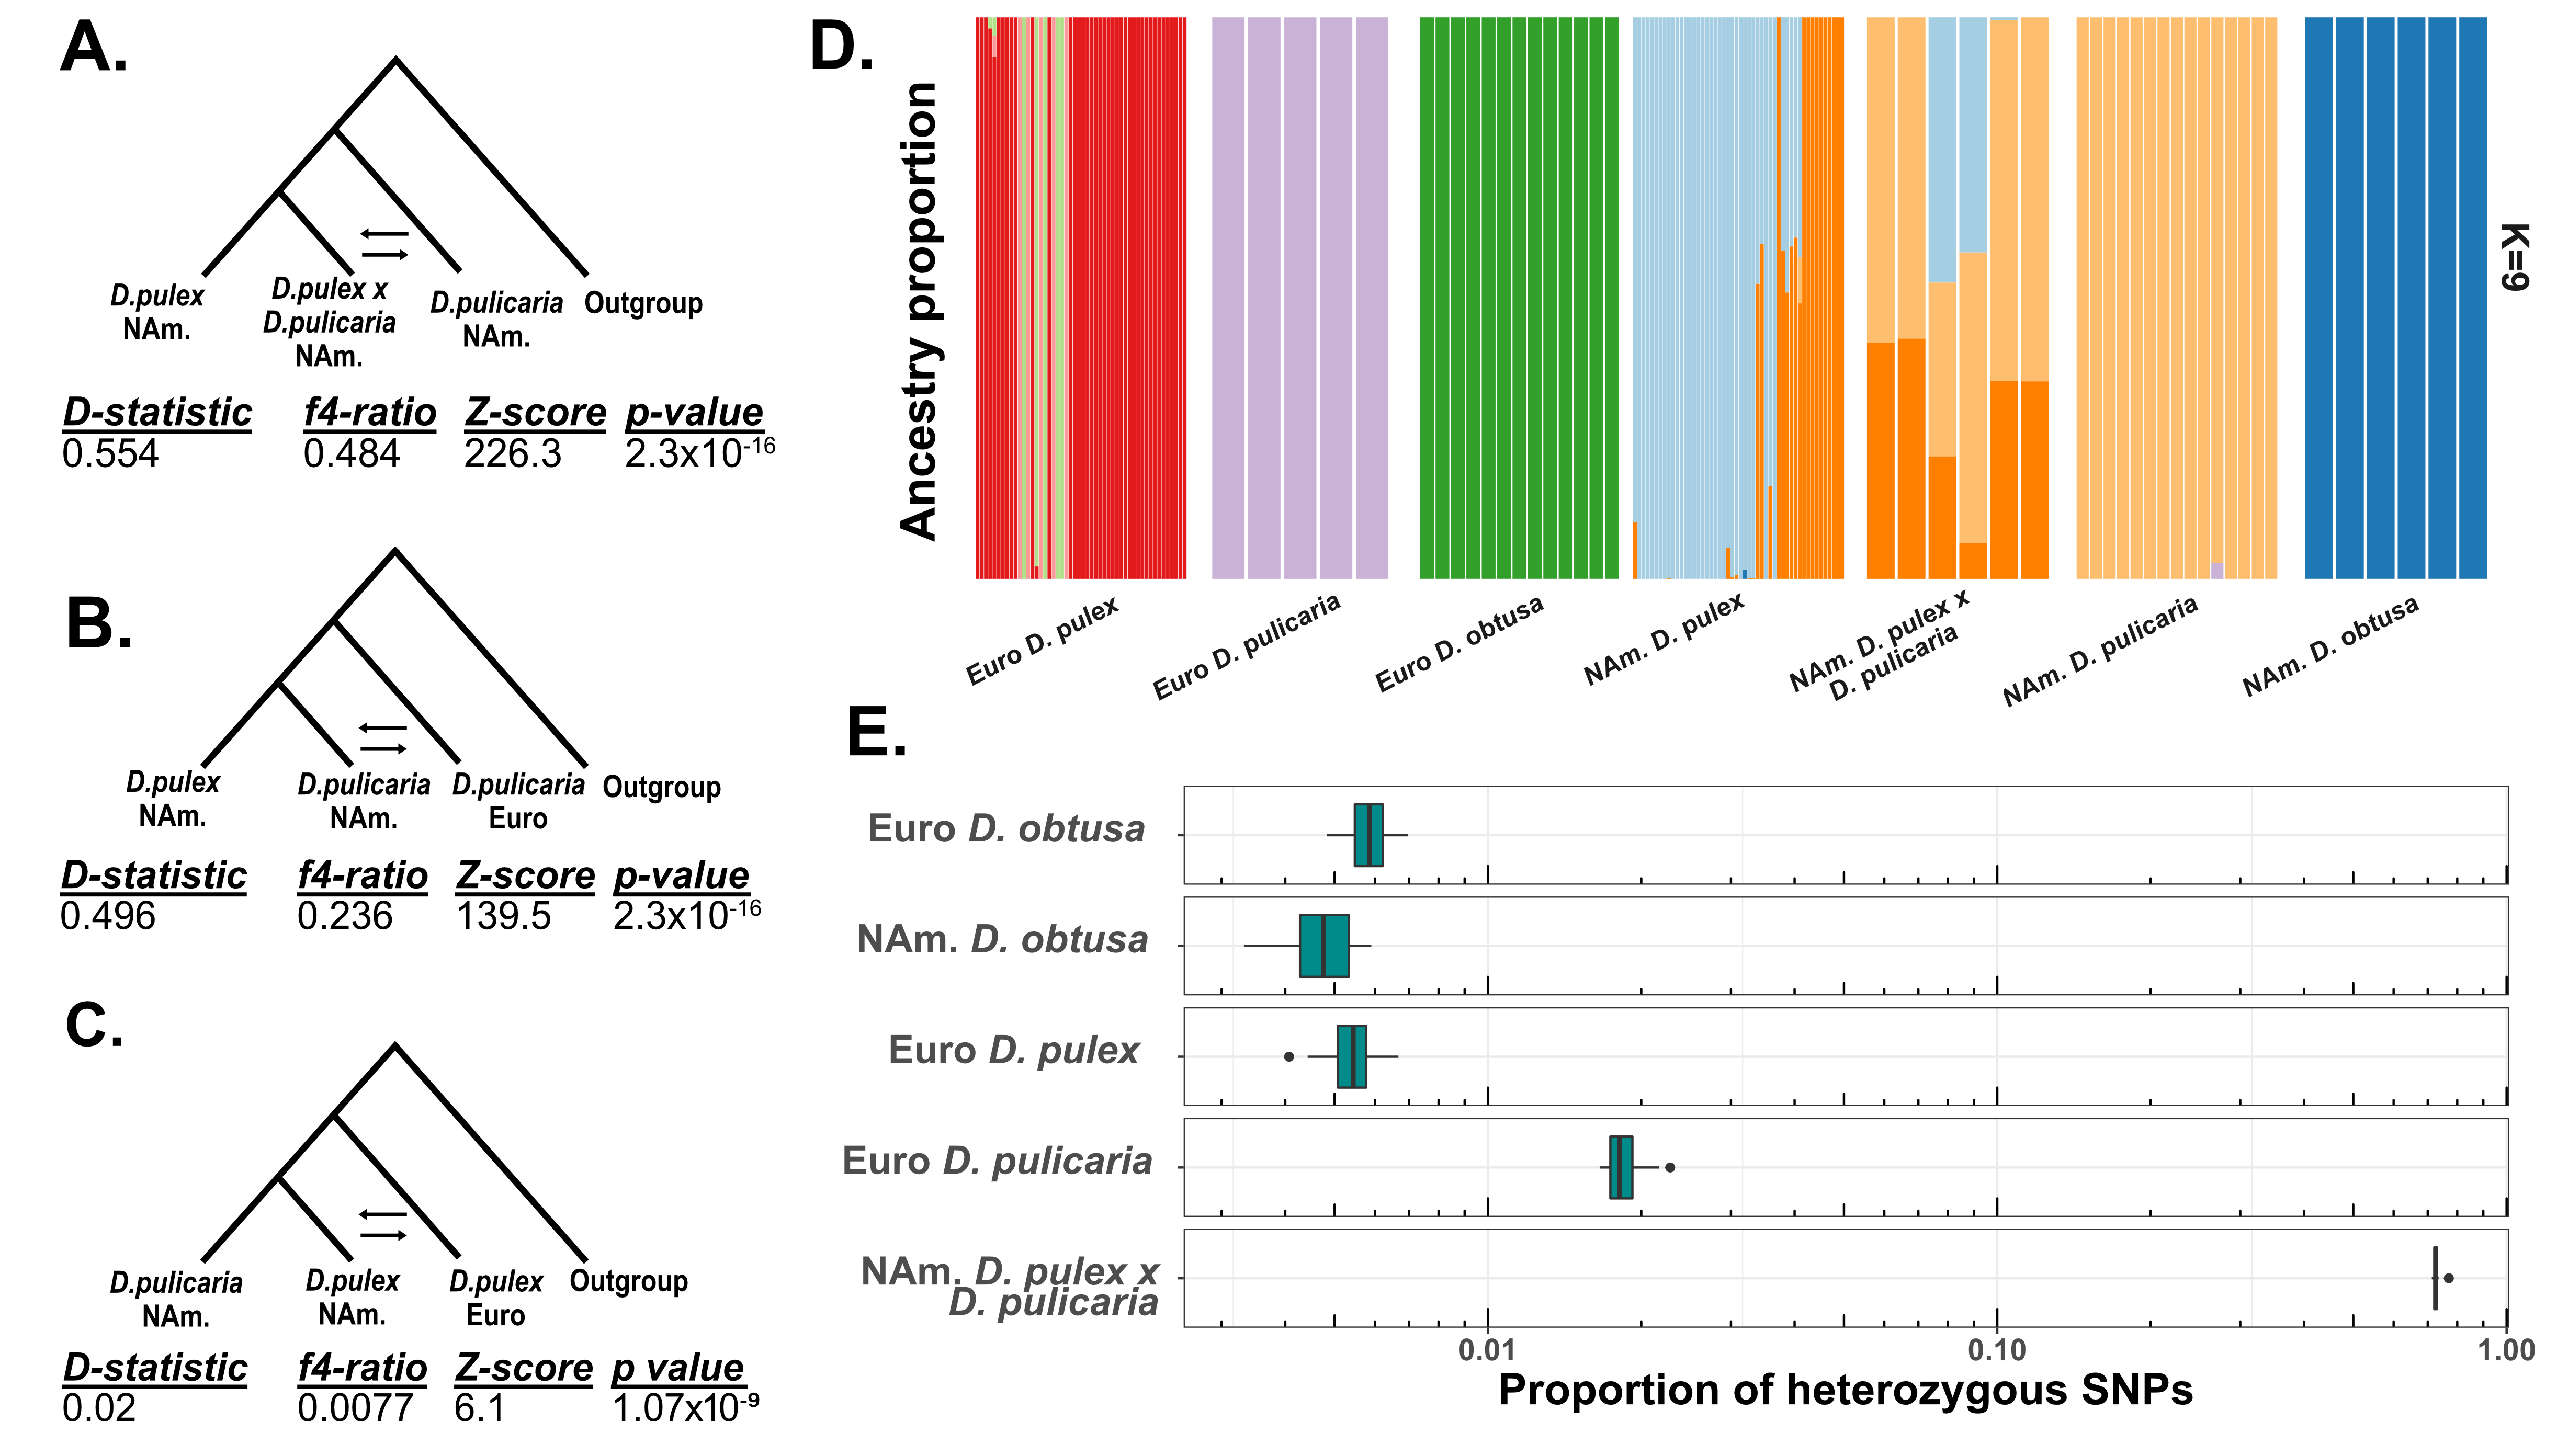 A.
D.pulex
NAm.
D.pulex x
D.pulicaria
NAm.
D.pulicaria
NAm.
Outgroup
D-statistic f4-ratio Z-score p-value
0.554 0.484 226.3 2.3x10⁻¹⁶
B.
D.pulex
NAm.
D.pulicaria
NAm.
D.pulicaria
Euro
Outgroup
D-statistic f4-ratio Z-score p-value
0.496 0.236 139.5 2.3x10⁻¹⁶
C.
D.pulicaria
NAm.
D.pulex
NAm.
D.pulex
Euro
Outgroup
D-statistic f4-ratio Z-score p value
0.02 0.0077 6.1 1.07x10⁻⁹
D.
Ancestry proportion
K=9
Euro D. pulex
Euro D. pulicaria
Euro D. obtusa
NAm. D. pulex
NAm. D. pulex x
D. pulicaria
NAm. D. pulicaria
NAm. D. obtusa
E.
Euro D. obtusa
NAm. D. obtusa
Euro D. pulex
Euro D. pulicaria
NAm. D. pulex x
D. pulicaria
0.01 0.10 1.00
Proportion of heterozygous SNPs